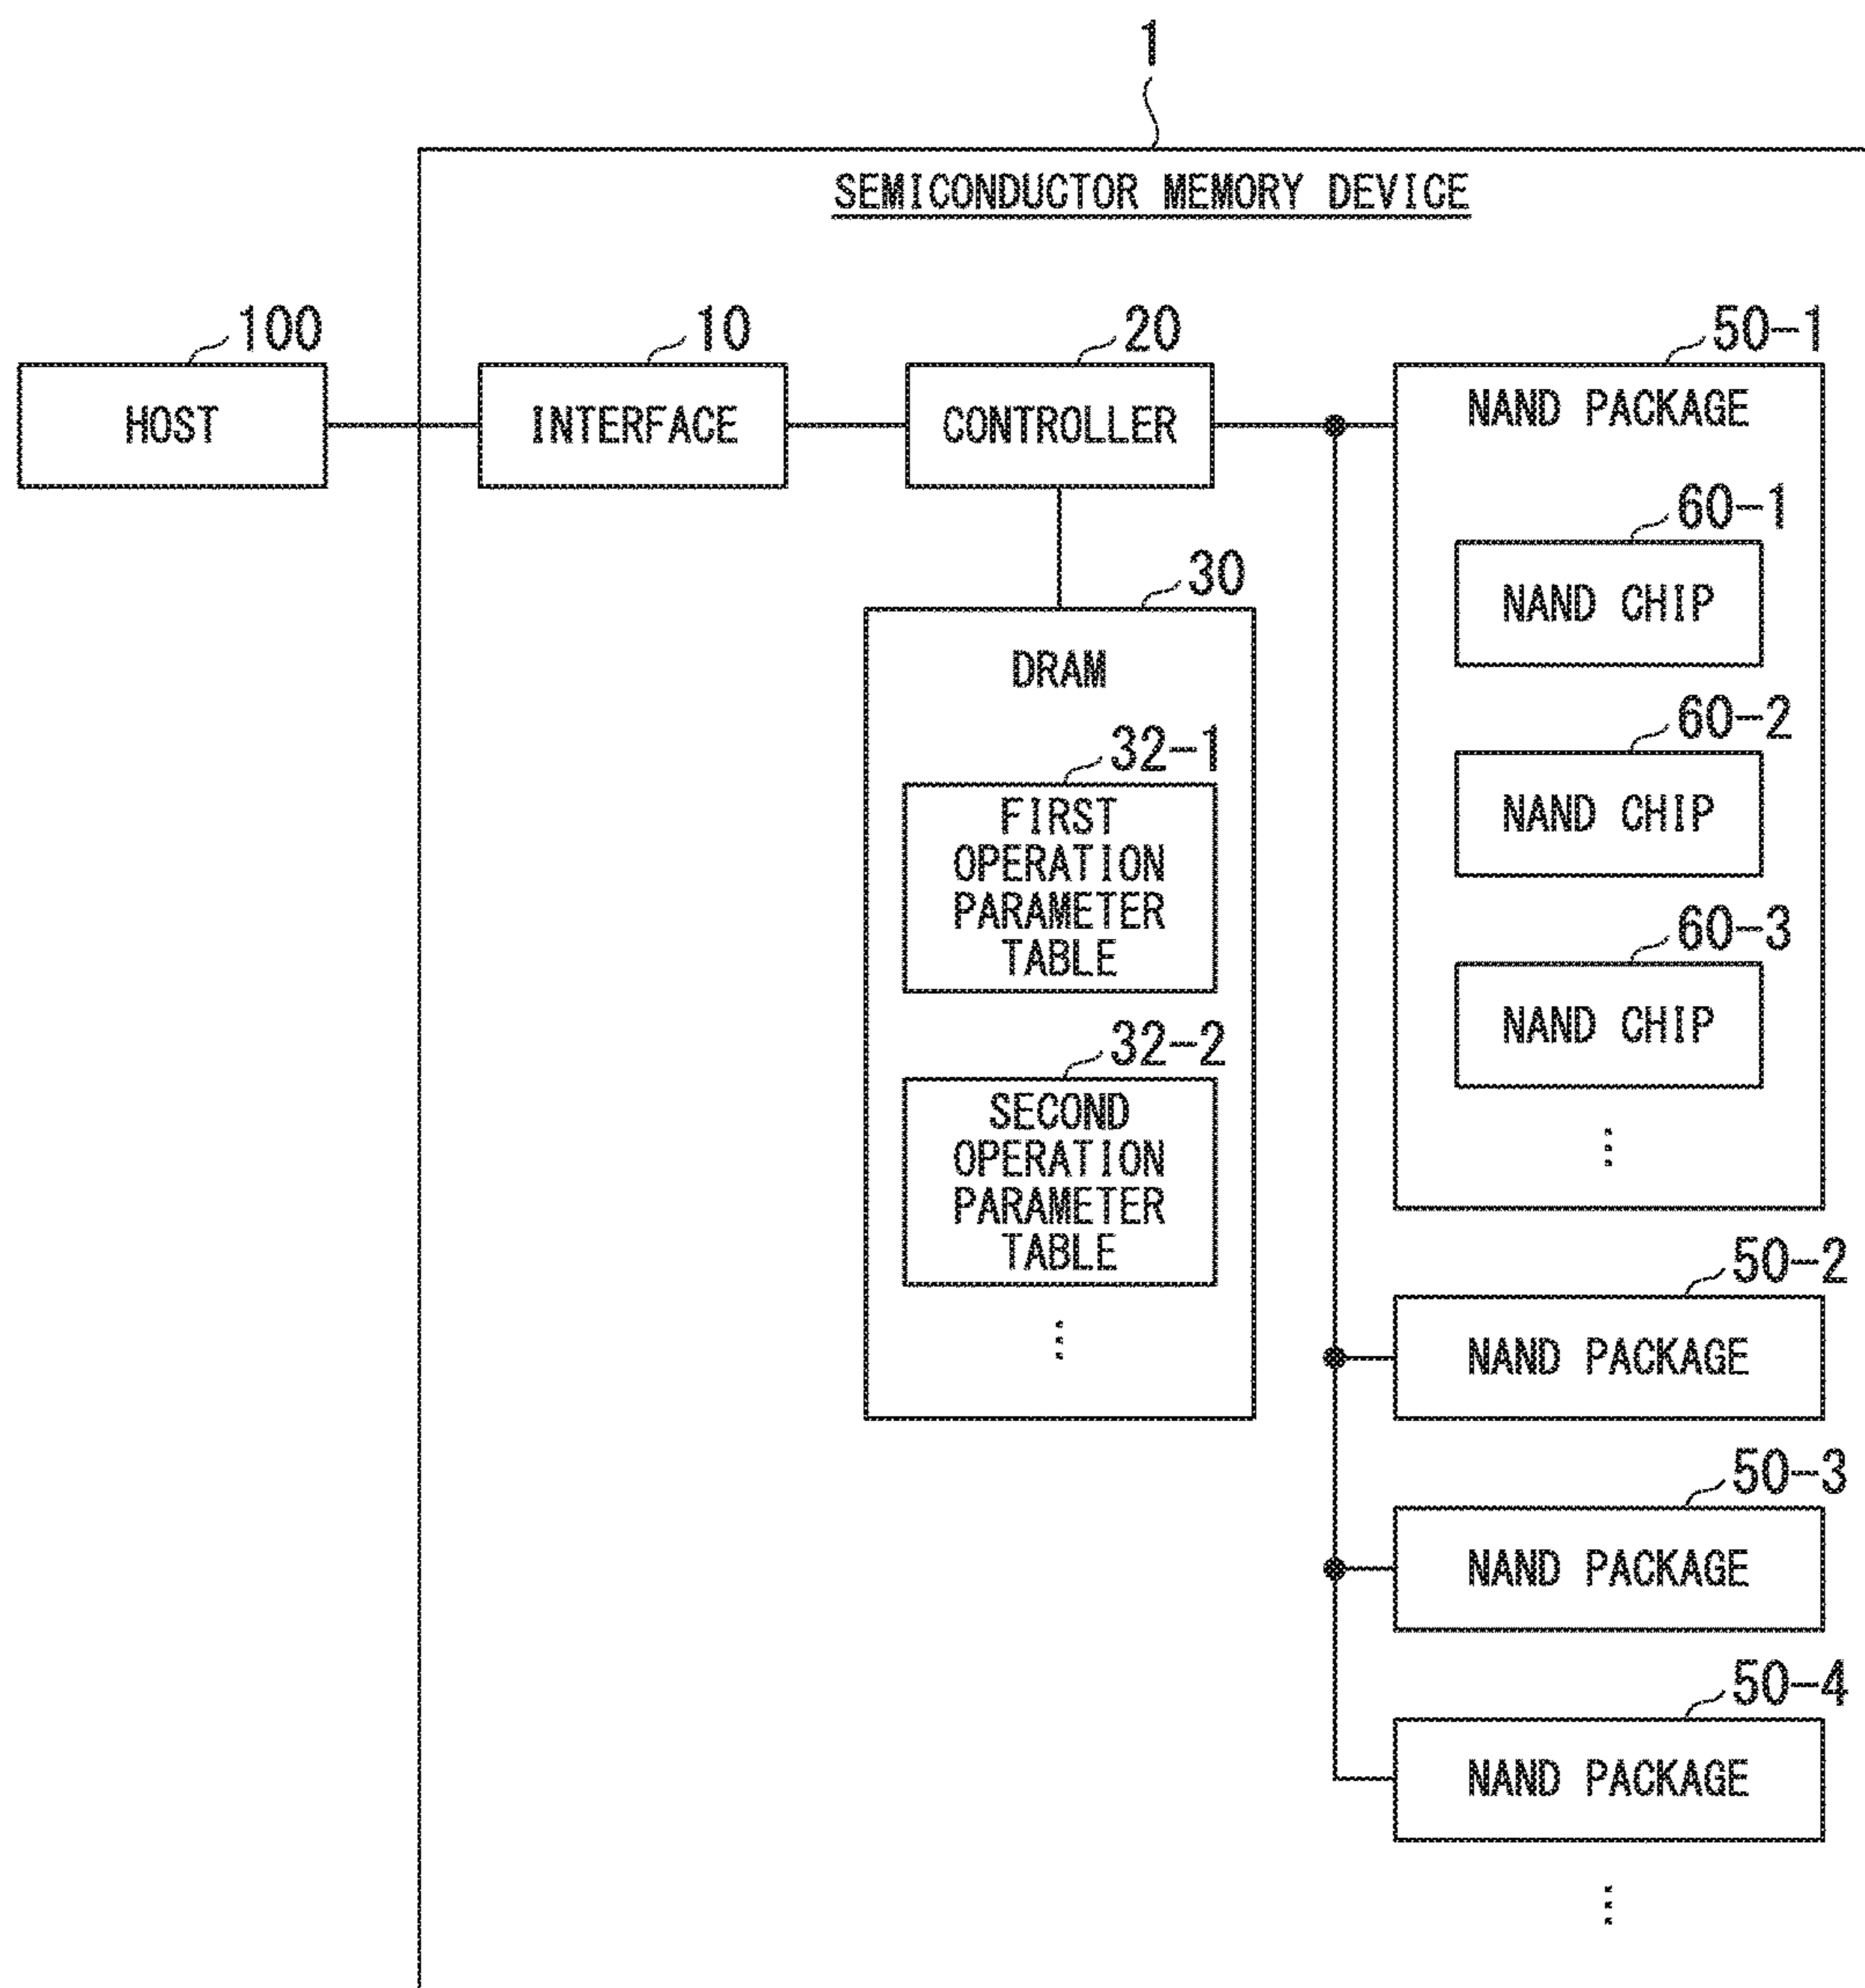 1
SEMICONDUCTOR MEMORY DEVICE
100
HOST
10
INTERFACE
20
CONTROLLER
30
DRAM
32-1
FIRST
OPERATION
PARAMETER
TABLE
32-2
SECOND
OPERATION
PARAMETER
TABLE
50-1
NAND PACKAGE
60-1
NAND CHIP
60-2
NAND CHIP
60-3
NAND CHIP
50-2
NAND PACKAGE
50-3
NAND PACKAGE
50-4
NAND PACKAGE